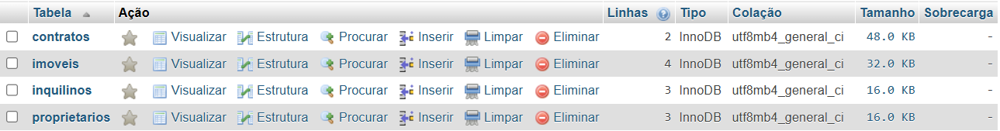 Tabela Ação Linhas Tipo Colação Tamanho Sobrecarga
contratos Visualizar Estrutura Procurar Inserir Limpar Eliminar 2 InnoDB utf8mb4_general_ci 48.0 KB -
imoveis Visualizar Estrutura Procurar Inserir Limpar Eliminar 4 InnoDB utf8mb4_general_ci 32.0 KB -
inquilinos Visualizar Estrutura Procurar Inserir Limpar Eliminar 3 InnoDB utf8mb4_general_ci 16.0 KB -
proprietarios Visualizar Estrutura Procurar Inserir Limpar Eliminar 3 InnoDB utf8mb4_general_ci 16.0 KB -